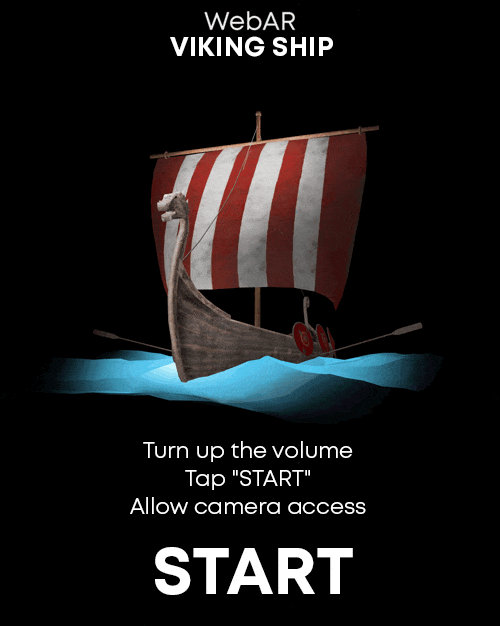 WebAR
VIKING SHIP
Turn up the volume
Tap "START"
Allow camera access
START